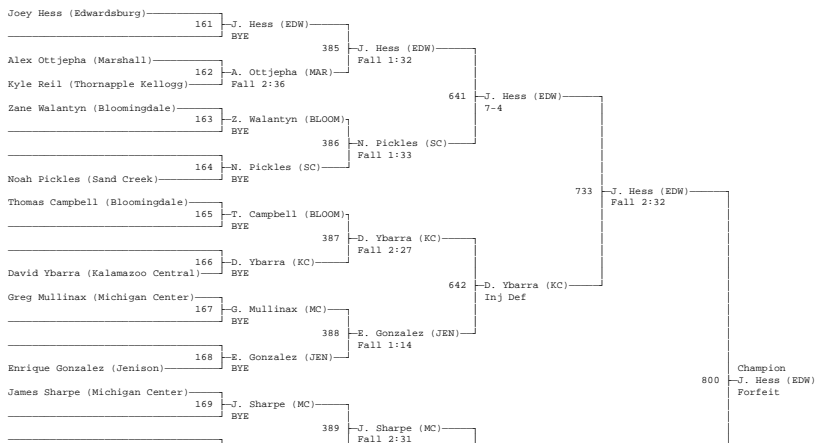 Joey Hess (Edwardsburg)
161 J. Hess (EDW)
BYE
385 J. Hess (EDW)
Alex Ottjepha (Marshall)
Fall 1:32
162 A. Ottjepha (MAR)
Kyle Reil (Thornapple Kellogg) Fall 2:36
641 J. Hess (EDW)
Zane Walantyn (Bloomingdale)
7-4
163 Z. Walantyn (BLOOM)
BYE
386 N. Pickles (SC)
Fall 1:33
164 N. Pickles (SC)
Noah Pickles (Sand Creek) BYE
733 J. Hess (EDW)
Thomas Campbell (Bloomingdale)
Fall 2:32
165 T. Campbell (BLOOM)
BYE
387 D. Ybarra (KC)
Fall 2:27
166 D. Ybarra (KC)
David Ybarra (Kalamazoo Central) BYE
642 D. Ybarra (KC)
Greg Mullinax (Michigan Center)
Inj Def
167 G. Mullinax (MC)
BYE
388 E. Gonzalez (JEN)
Fall 1:14
168 E. Gonzalez (JEN)
Enrique Gonzalez (Jenison) BYE
Champion
800 J. Hess (EDW)
James Sharpe (Michigan Center)
Forfeit
169 J. Sharpe (MC)
BYE
389 J. Sharpe (MC)
Fall 2:31